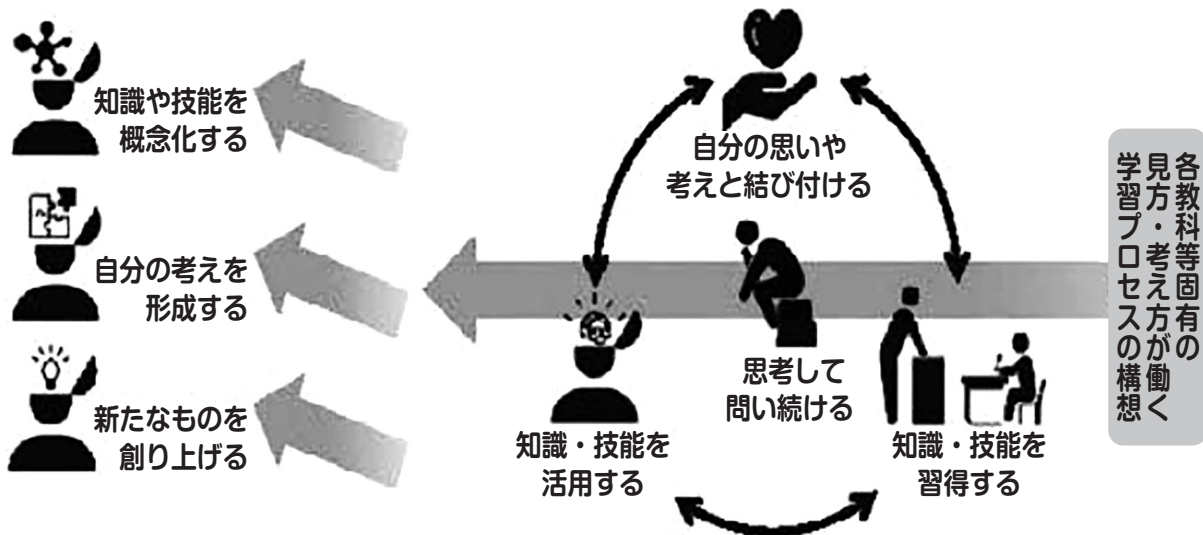 知識や技能を
概念化する
自分の考えを
形成する
新たなものを
創り上げる
自分の思いや
考えと結び付ける
思考して
問い続ける
知識・技能を
活用する
知識・技能を
習得する
各教科等固有の
見方・考え方が働く
学習プロセスの構想